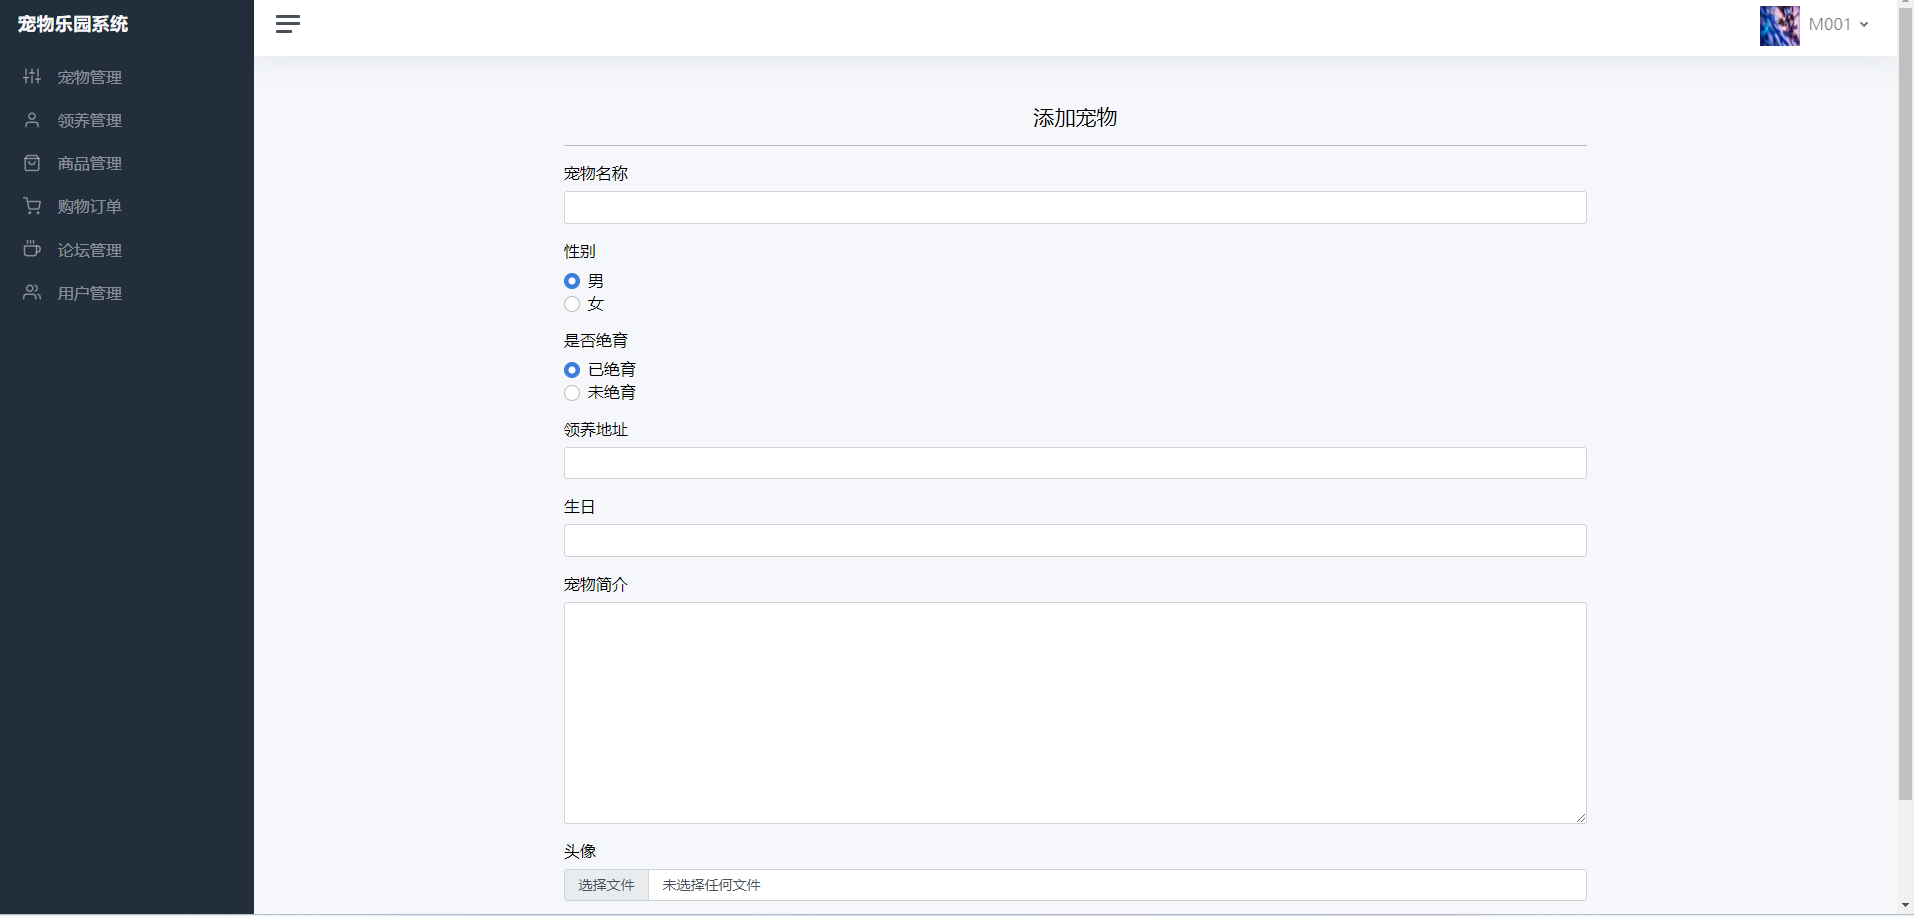 宠物乐园系统
M001
宠物管理
领养管理
商品管理
购物订单
论坛管理
用户管理
添加宠物
宠物名称
性别
男
女
是否绝育
已绝育
未绝育
领养地址
生日
宠物简介
头像
选择文件 未选择任何文件